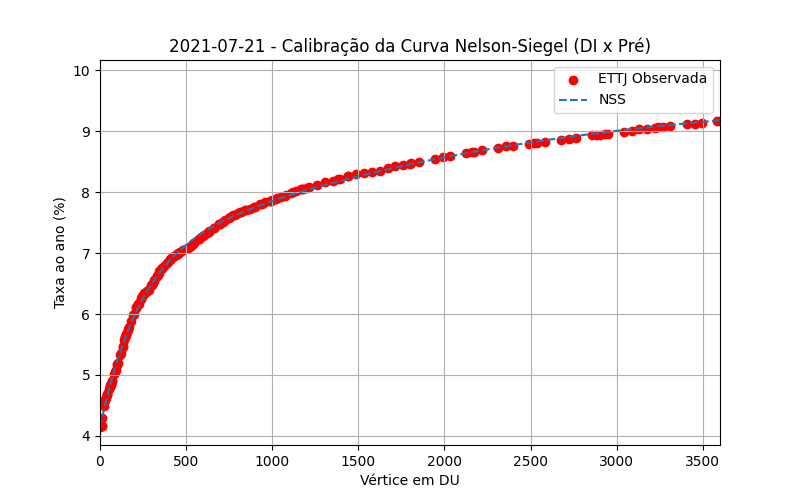 2021-07-21 - Calibração da Curva Nelson-Siegel (DI x Pré)
ETTJ Observada
NSS
Taxa ao ano (%)
10
9
8
7
6
5
4
0 500 1000 1500 2000 2500 3000 3500
Vértice em DU